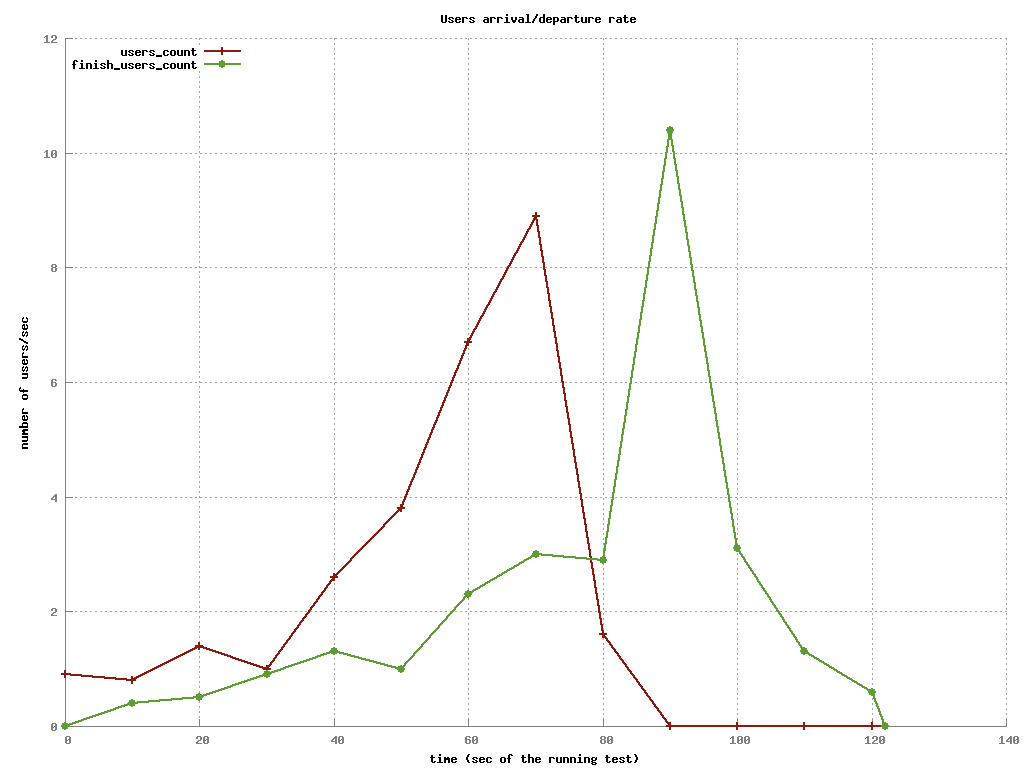 Users arrival/departure rate
12
users_count
finish_users_count
10
8
6
4
2
0
number of users/sec
0 20 40 60 80 100 120 140
time (sec of the running test)